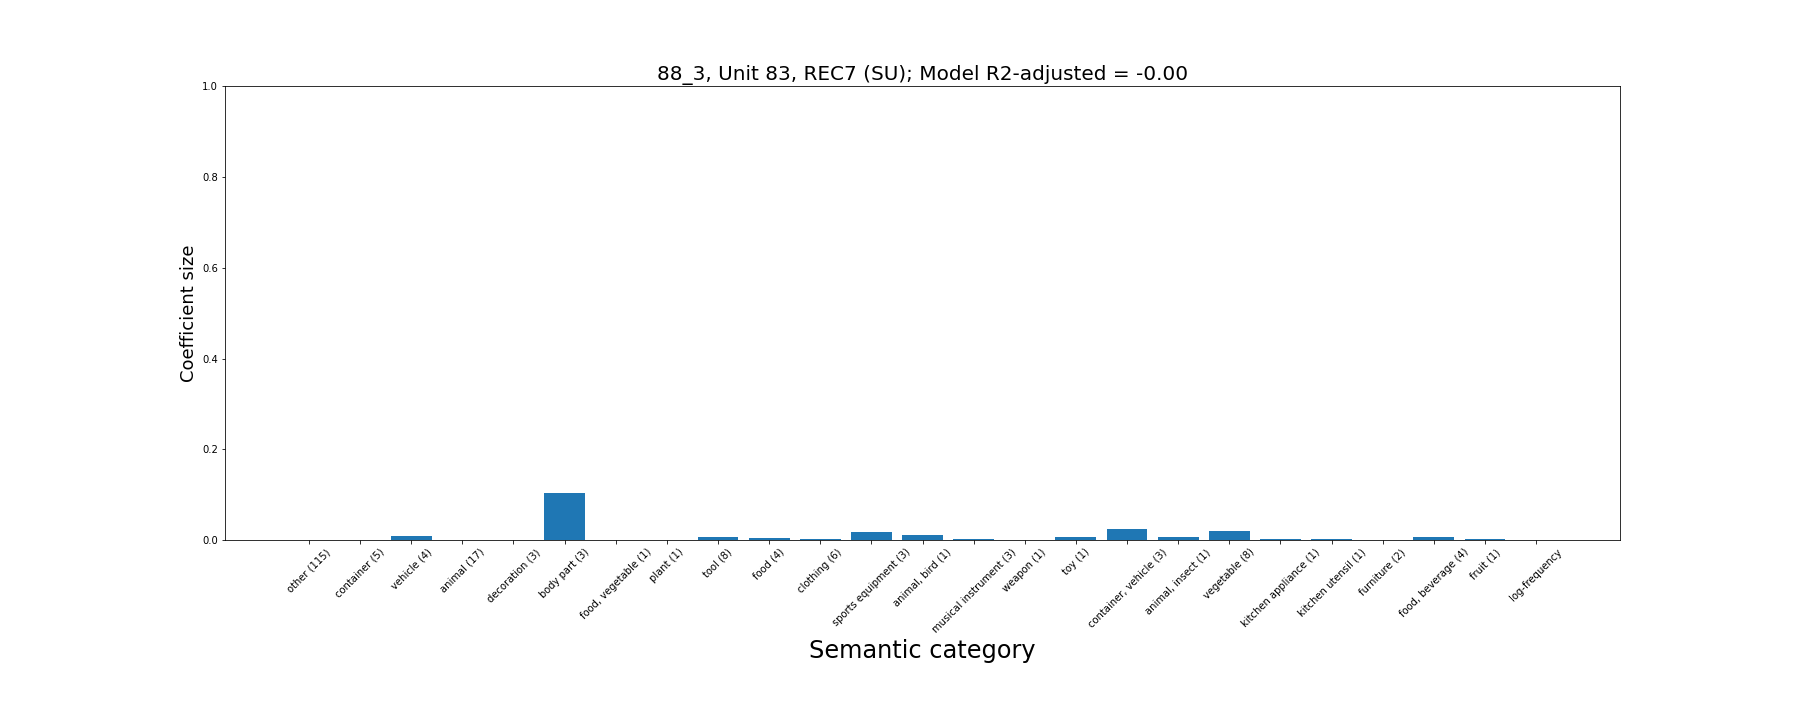 88_3, Unit 83, REC7 (SU); Model R2-adjusted = -0.00
1.0
0.8
0.6
0.4
0.2
0.0
Coefficient size
other (115)
container (5)
vehicle (4)
animal (17)
decoration (3)
body part (3)
food, vegetable (1)
plant (1)
tool (8)
food (4)
clothing (6)
sports equipment (3)
animal, bird (1)
musical instrument (3)
weapon (1)
toy (1)
container, vehicle (3)
animal, insect (1)
vegetable (8)
kitchen appliance (1)
kitchen utensil (1)
furniture (2)
food, beverage (4)
fruit (1)
log-frequency
Semantic category